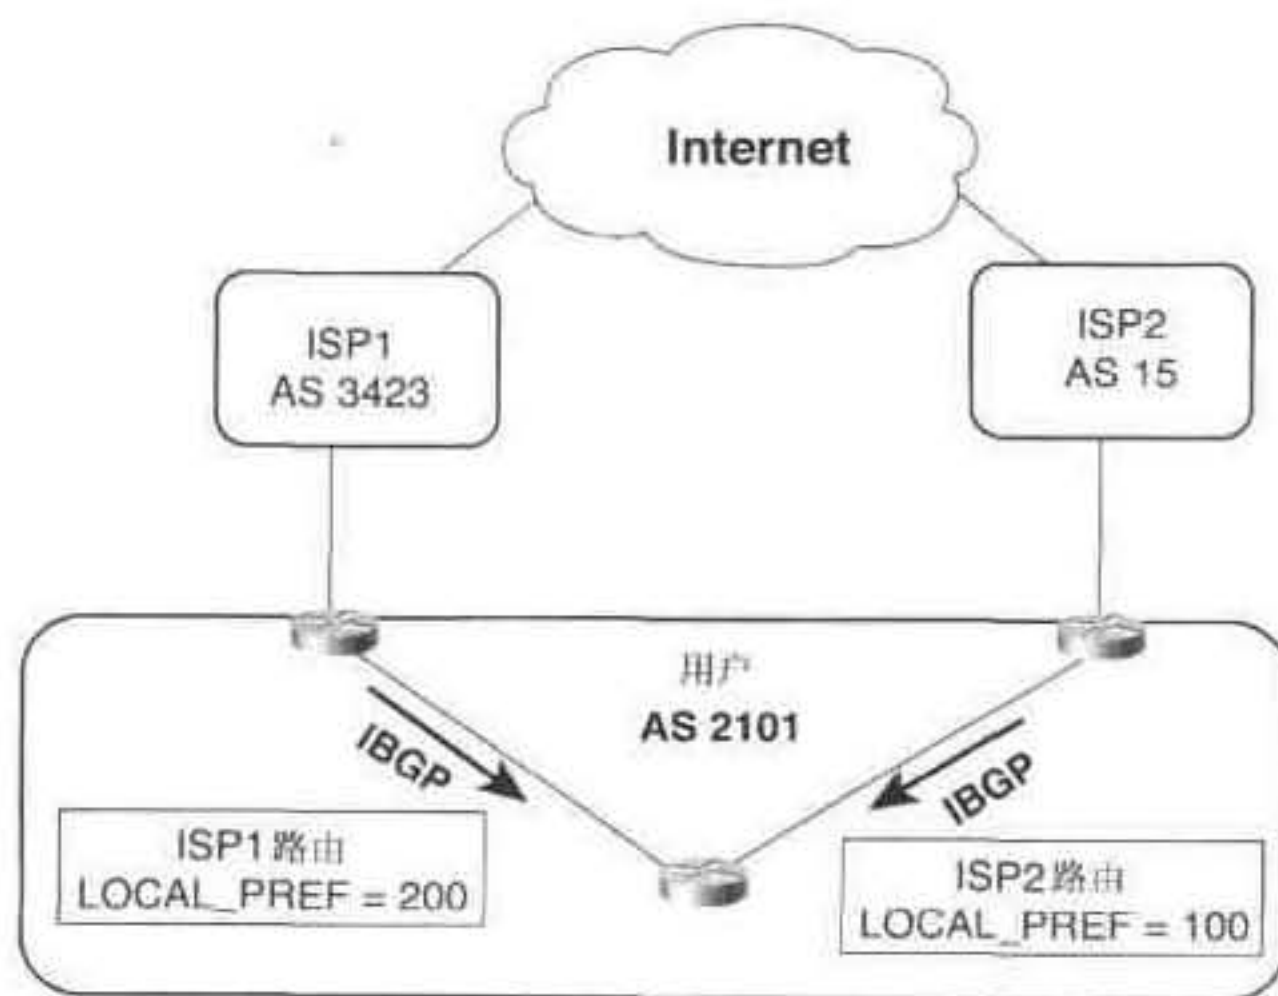 Internet
ISP1
AS 3423
ISP2
AS 15
用户
AS 2101
IBGP
IBGP
ISP1路由
LOCAL_PREF = 200
ISP2路由
LOCAL_PREF = 100